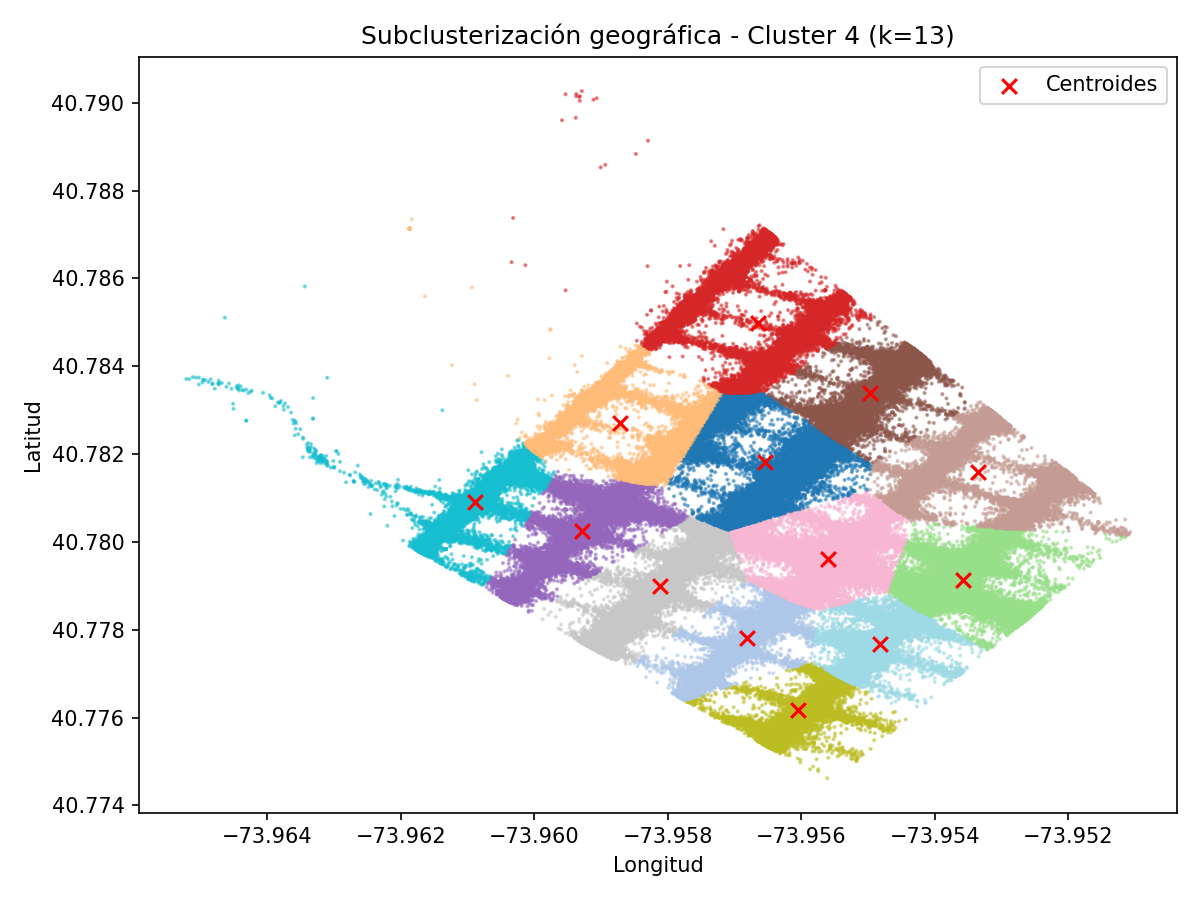 Subclusterización geográfica - Cluster 4 (k=13)
Centroides
40.790
40.788
40.786
40.784
40.782
40.780
40.778
40.776
40.774
Latitud
−73.964 −73.962 −73.960 −73.958 −73.956 −73.954 −73.952
Longitud